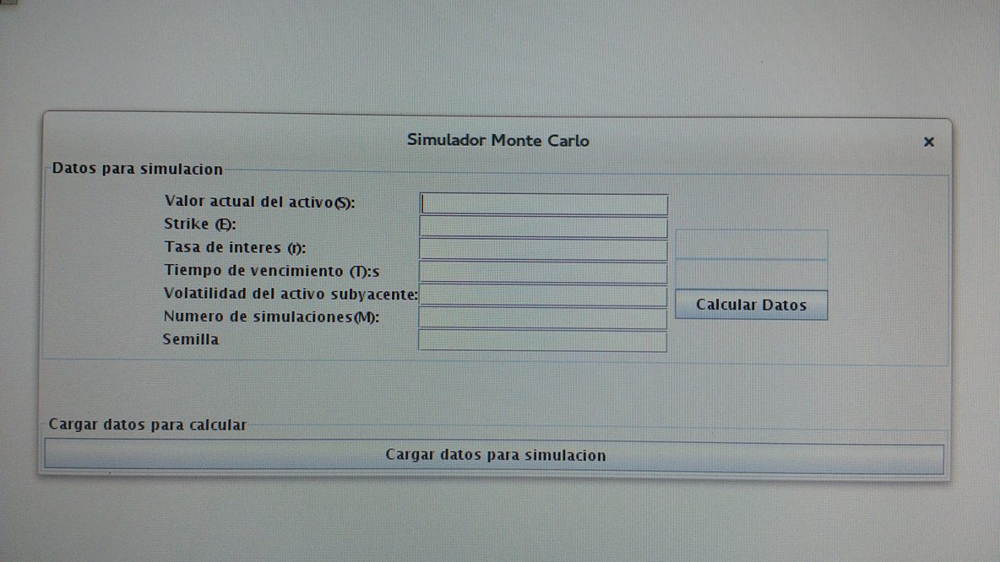 Simulador Monte Carlo
x
Datos para simulacion
Valor actual del activo(S):
Strike (E):
Tasa de interes (r):
Tiempo de vencimiento (T):s
Volatilidad del activo subyacente:
Calcular Datos
Numero de simulaciones(M):
Semilla
Cargar datos para calcular
Cargar datos para simulacion